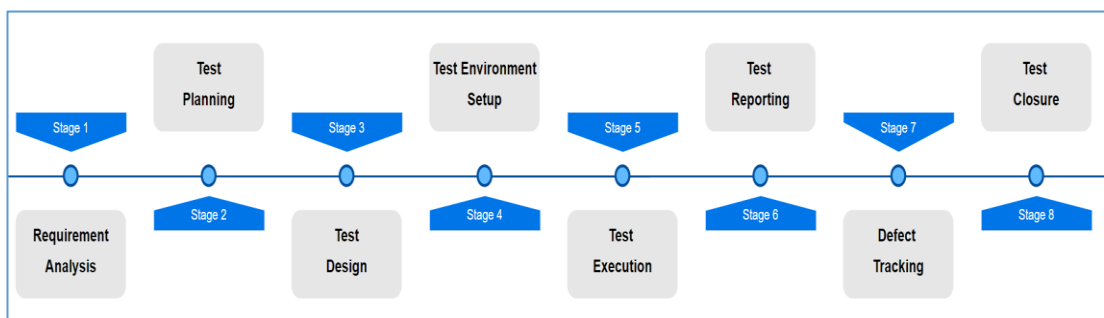 Stage 1
Requirement
Analysis
Test
Planning
Stage 2
Stage 3
Test
Design
Test Environment
Setup
Stage 4
Stage 5
Test
Execution
Test
Reporting
Stage 6
Stage 7
Defect
Tracking
Test
Closure
Stage 8